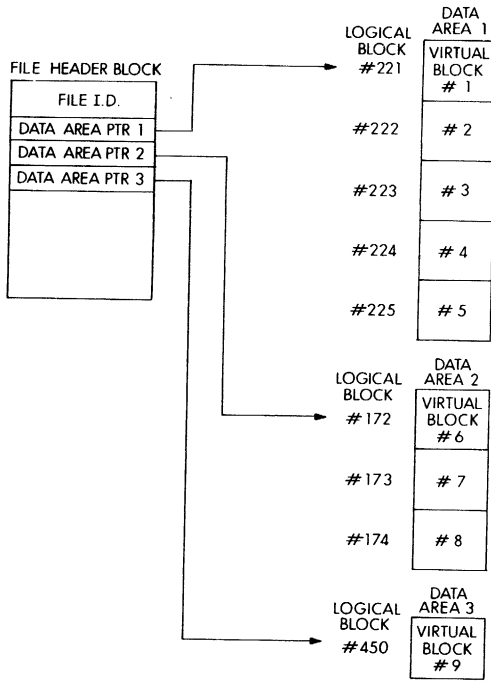 FILE HEADER BLOCK
FILE I.D.
DATA AREA PTR 1
DATA AREA PTR 2
DATA AREA PTR 3
LOGICAL
BLOCK
#221
#222
#223
#224
#225
DATA
AREA 1
VIRTUAL
BLOCK
# 1
# 2
# 3
# 4
# 5
LOGICAL
BLOCK
#172
#173
#174
DATA
AREA 2
VIRTUAL
BLOCK
#6
# 7
# 8
LOGICAL
BLOCK
#450
DATA
AREA 3
VIRTUAL
BLOCK
#9